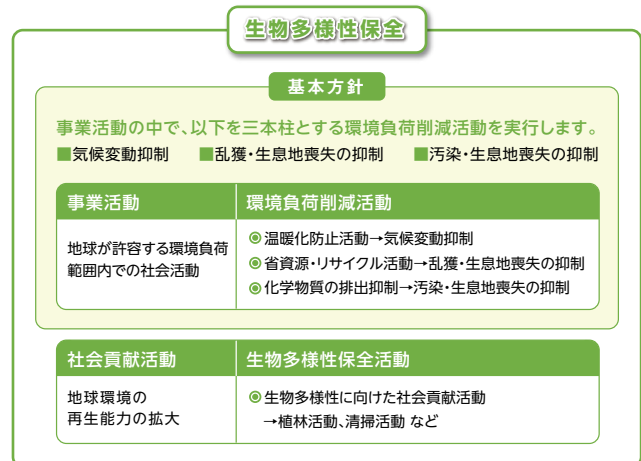 生物多様性保全
基本方針
事業活動の中で、以下を三本柱とする環境負荷削減活動を実行します。
■気候変動抑制 ■乱獲・生息地喪失の抑制 ■汚染・生息地喪失の抑制
事業活動 環境負荷削減活動
地球が許容する環境負荷
範囲内での社会活動
◉温暖化防止活動→気候変動抑制
◉省資源・リサイクル活動→乱獲・生息地喪失の抑制
◉化学物質の排出抑制→汚染・生息地喪失の抑制
社会貢献活動 生物多様性保全活動
地球環境の
再生能力の拡大
◉生物多様性に向けた社会貢献活動
→植林活動、清掃活動 など